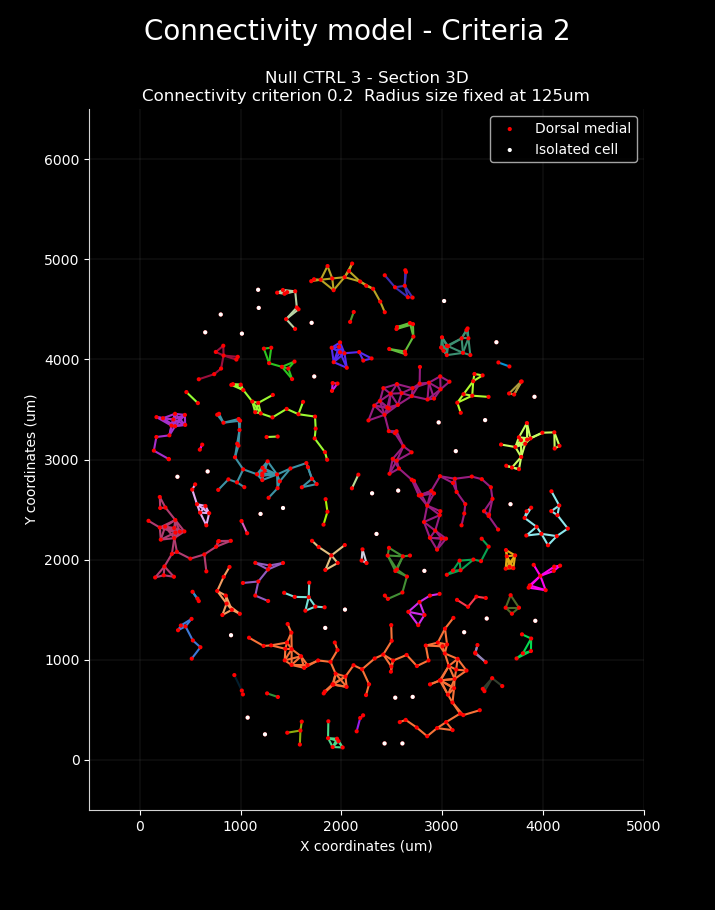 Connectivity model - Criteria 2
Null CTRL 3 - Section 3D
Connectivity criterion 0.2  Radius size fixed at 125um
Dorsal medial
Isolated cell
6000
5000
4000
3000
2000
1000
0
Y coordinates (um)
0 1000 2000 3000 4000 5000
X coordinates (um)